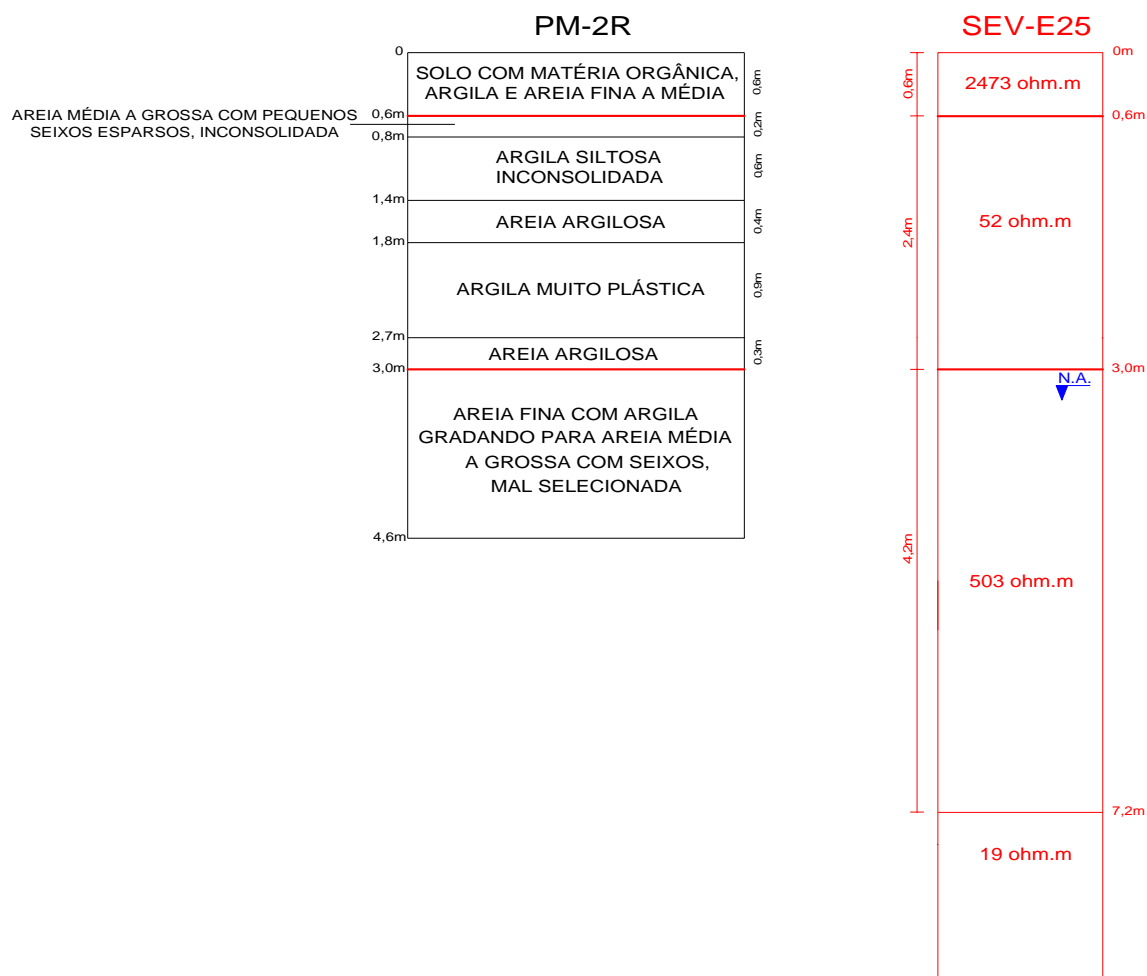 PM-2R
SEV-E25
0
SOLO COM MATÉRIA ORGÂNICA,
ARGILA E AREIA FINA A MÉDIA
0,6m
AREIA MÉDIA A GROSSA COM PEQUENOS
SEIXOS ESPARSOS, INCONSOLIDADA
0,6m
0,2m
0,8m
ARGILA SILTOSA
INCONSOLIDADA
0,6m
1,4m
AREIA ARGILOSA
0,4m
1,8m
ARGILA MUITO PLÁSTICA
0,9m
2,7m
AREIA ARGILOSA
0,3m
3,0m
AREIA FINA COM ARGILA
GRADANDO PARA AREIA MÉDIA
A GROSSA COM SEIXOS,
MAL SELECIONADA
4,6m
0m
0,6m
2473 ohm.m
0,6m
2,4m
52 ohm.m
3,0m
N.A.
4,2m
503 ohm.m
7,2m
19 ohm.m